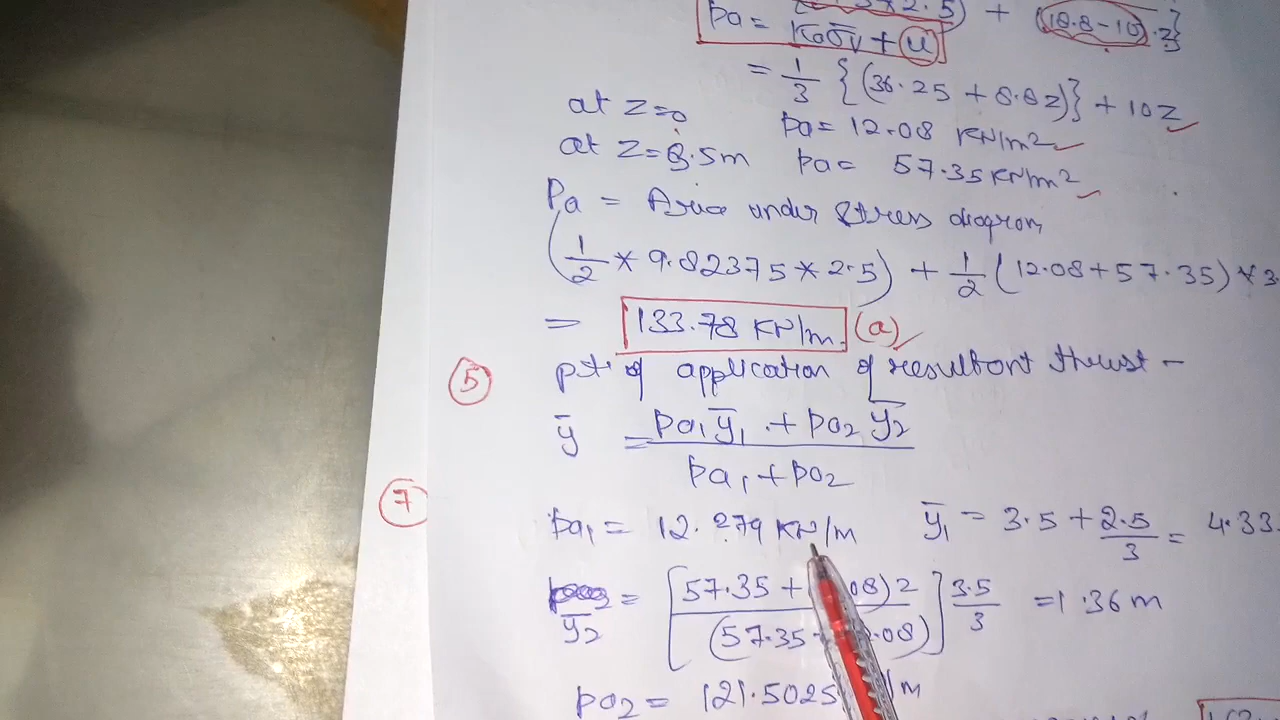 2.5) + (18.8-10).z}
pa = Kaσ̄v + u
= 1/3 {(36.25 + 8.8z)} + 10z
at z=0 pa = 12.08 KN/m²
at z=3.5m pa = 57.35 KN/m²
Pa = Area under stress diagram
(1/2 * 9.82375 * 2.5) + 1/2 (12.08+57.35) * 3
= 133.78 KN/m (a)
(5) pt. of application of resultant thrust -
ȳ = pa₁ȳ₁ + pa₂ȳ₂ / pa₁ + pa₂
(7)
pa₁ = 12.279 KN/m ȳ₁ = 3.5 + 2.5/3 = 4.33
ȳ₂ = [57.35 + 08)2 / (57.35 + .08)] 3.5/3 = 1.36 m
pa₂ = 121.5025 /m